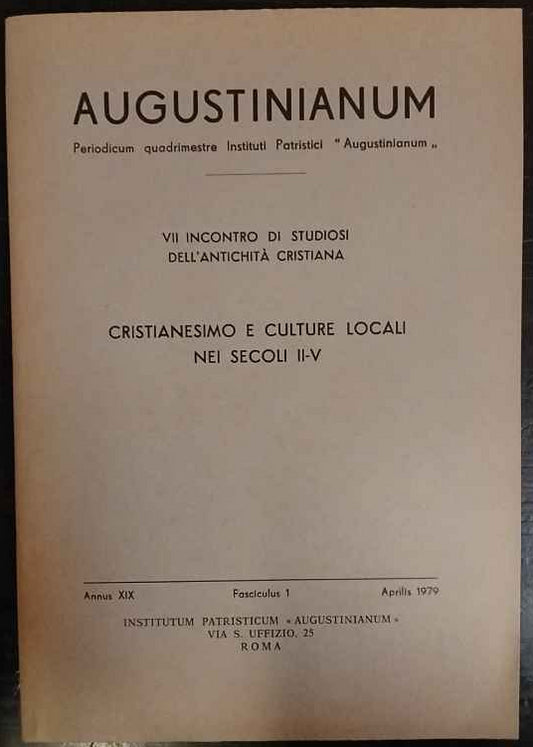 AUGUSTINIANUM
Periodicum quadrimestre Instituti Patristici "Augustinianum„
VII INCONTRO DI STUDIOSI
DELL'ANTICHITÀ CRISTIANA
CRISTIANESIMO E CULTURE LOCALI
NEI SECOLI II-V
Annus XIX Fasciculus 1 Aprilis 1979
INSTITUTUM PATRISTICUM «AUGUSTINIANUM»
VIA S. UFFIZIO, 25
ROMA